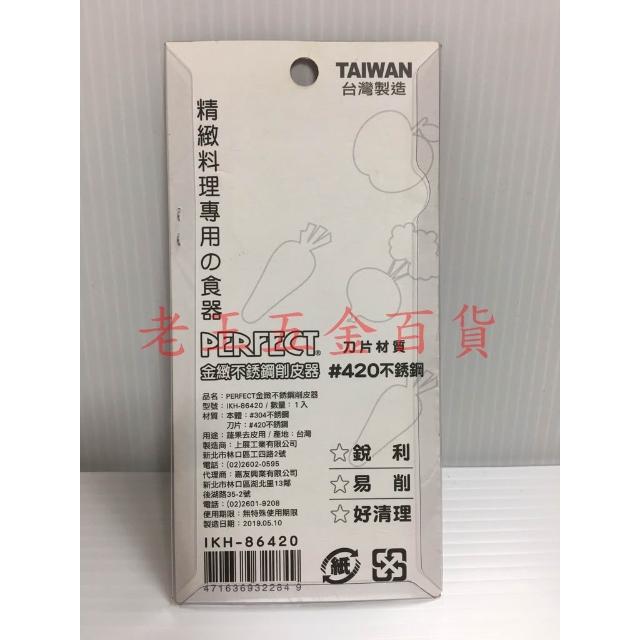 TAIWAN
台灣製造
精緻料理專用の食器
老王五金百貨
PERFECT®
金緻不銹鋼削皮器
刀片材質
#420不銹鋼
品名：PERFECT金緻不銹鋼削皮器
型號：IKH-86420 / 數量：1入
材質：本體：#304不銹鋼
刀片：#420不銹鋼
用途：蔬果去皮用 / 產地：台灣
製造商：上展工業有限公司
新北市林口區工四路2號
電話：(02)2602-0595
代理商：嘉友興業有限公司
新北市林口區湖北里13鄰
後湖路35-2號
電話：(02)2601-9208
使用期限：無特殊使用期限
製造日期：2019.05.10
☆銳 利
☆易 削
☆好清理
IKH-86420
4716369322849
紙